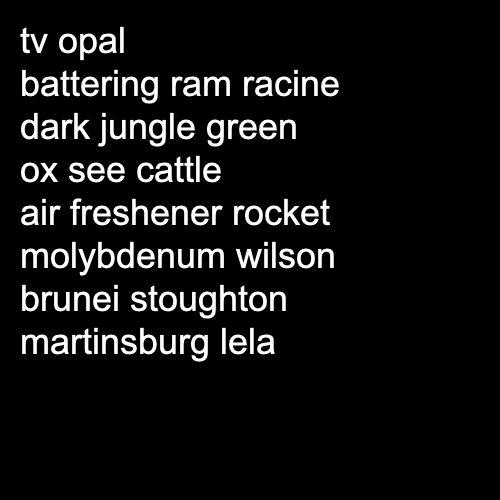 tv opal
battering ram racine
dark jungle green
ox see cattle
air freshener rocket
molybdenum wilson
brunei stoughton
martinsburg lela